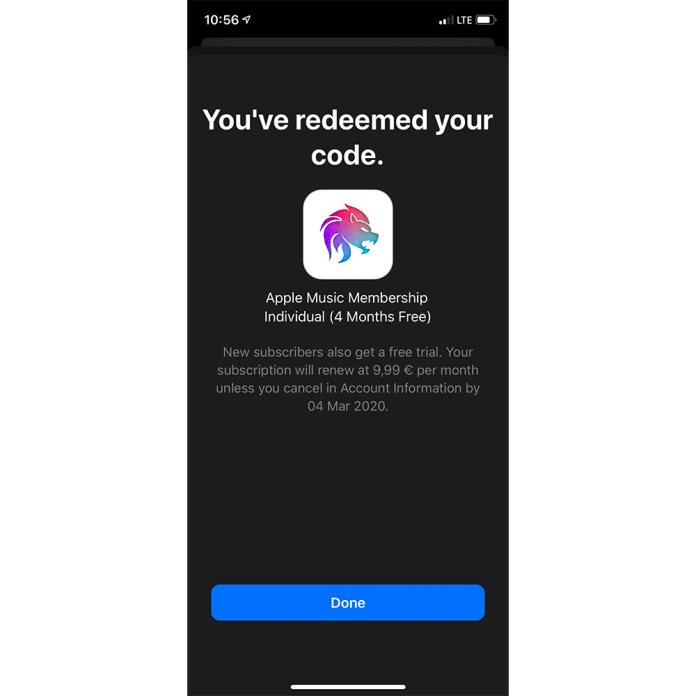 10:56 LTE
You've redeemed your
code.
Apple Music Membership
Individual (4 Months Free)
New subscribers also get a free trial. Your
subscription will renew at 9,99 € per month
unless you cancel in Account Information by
04 Mar 2020.
Done